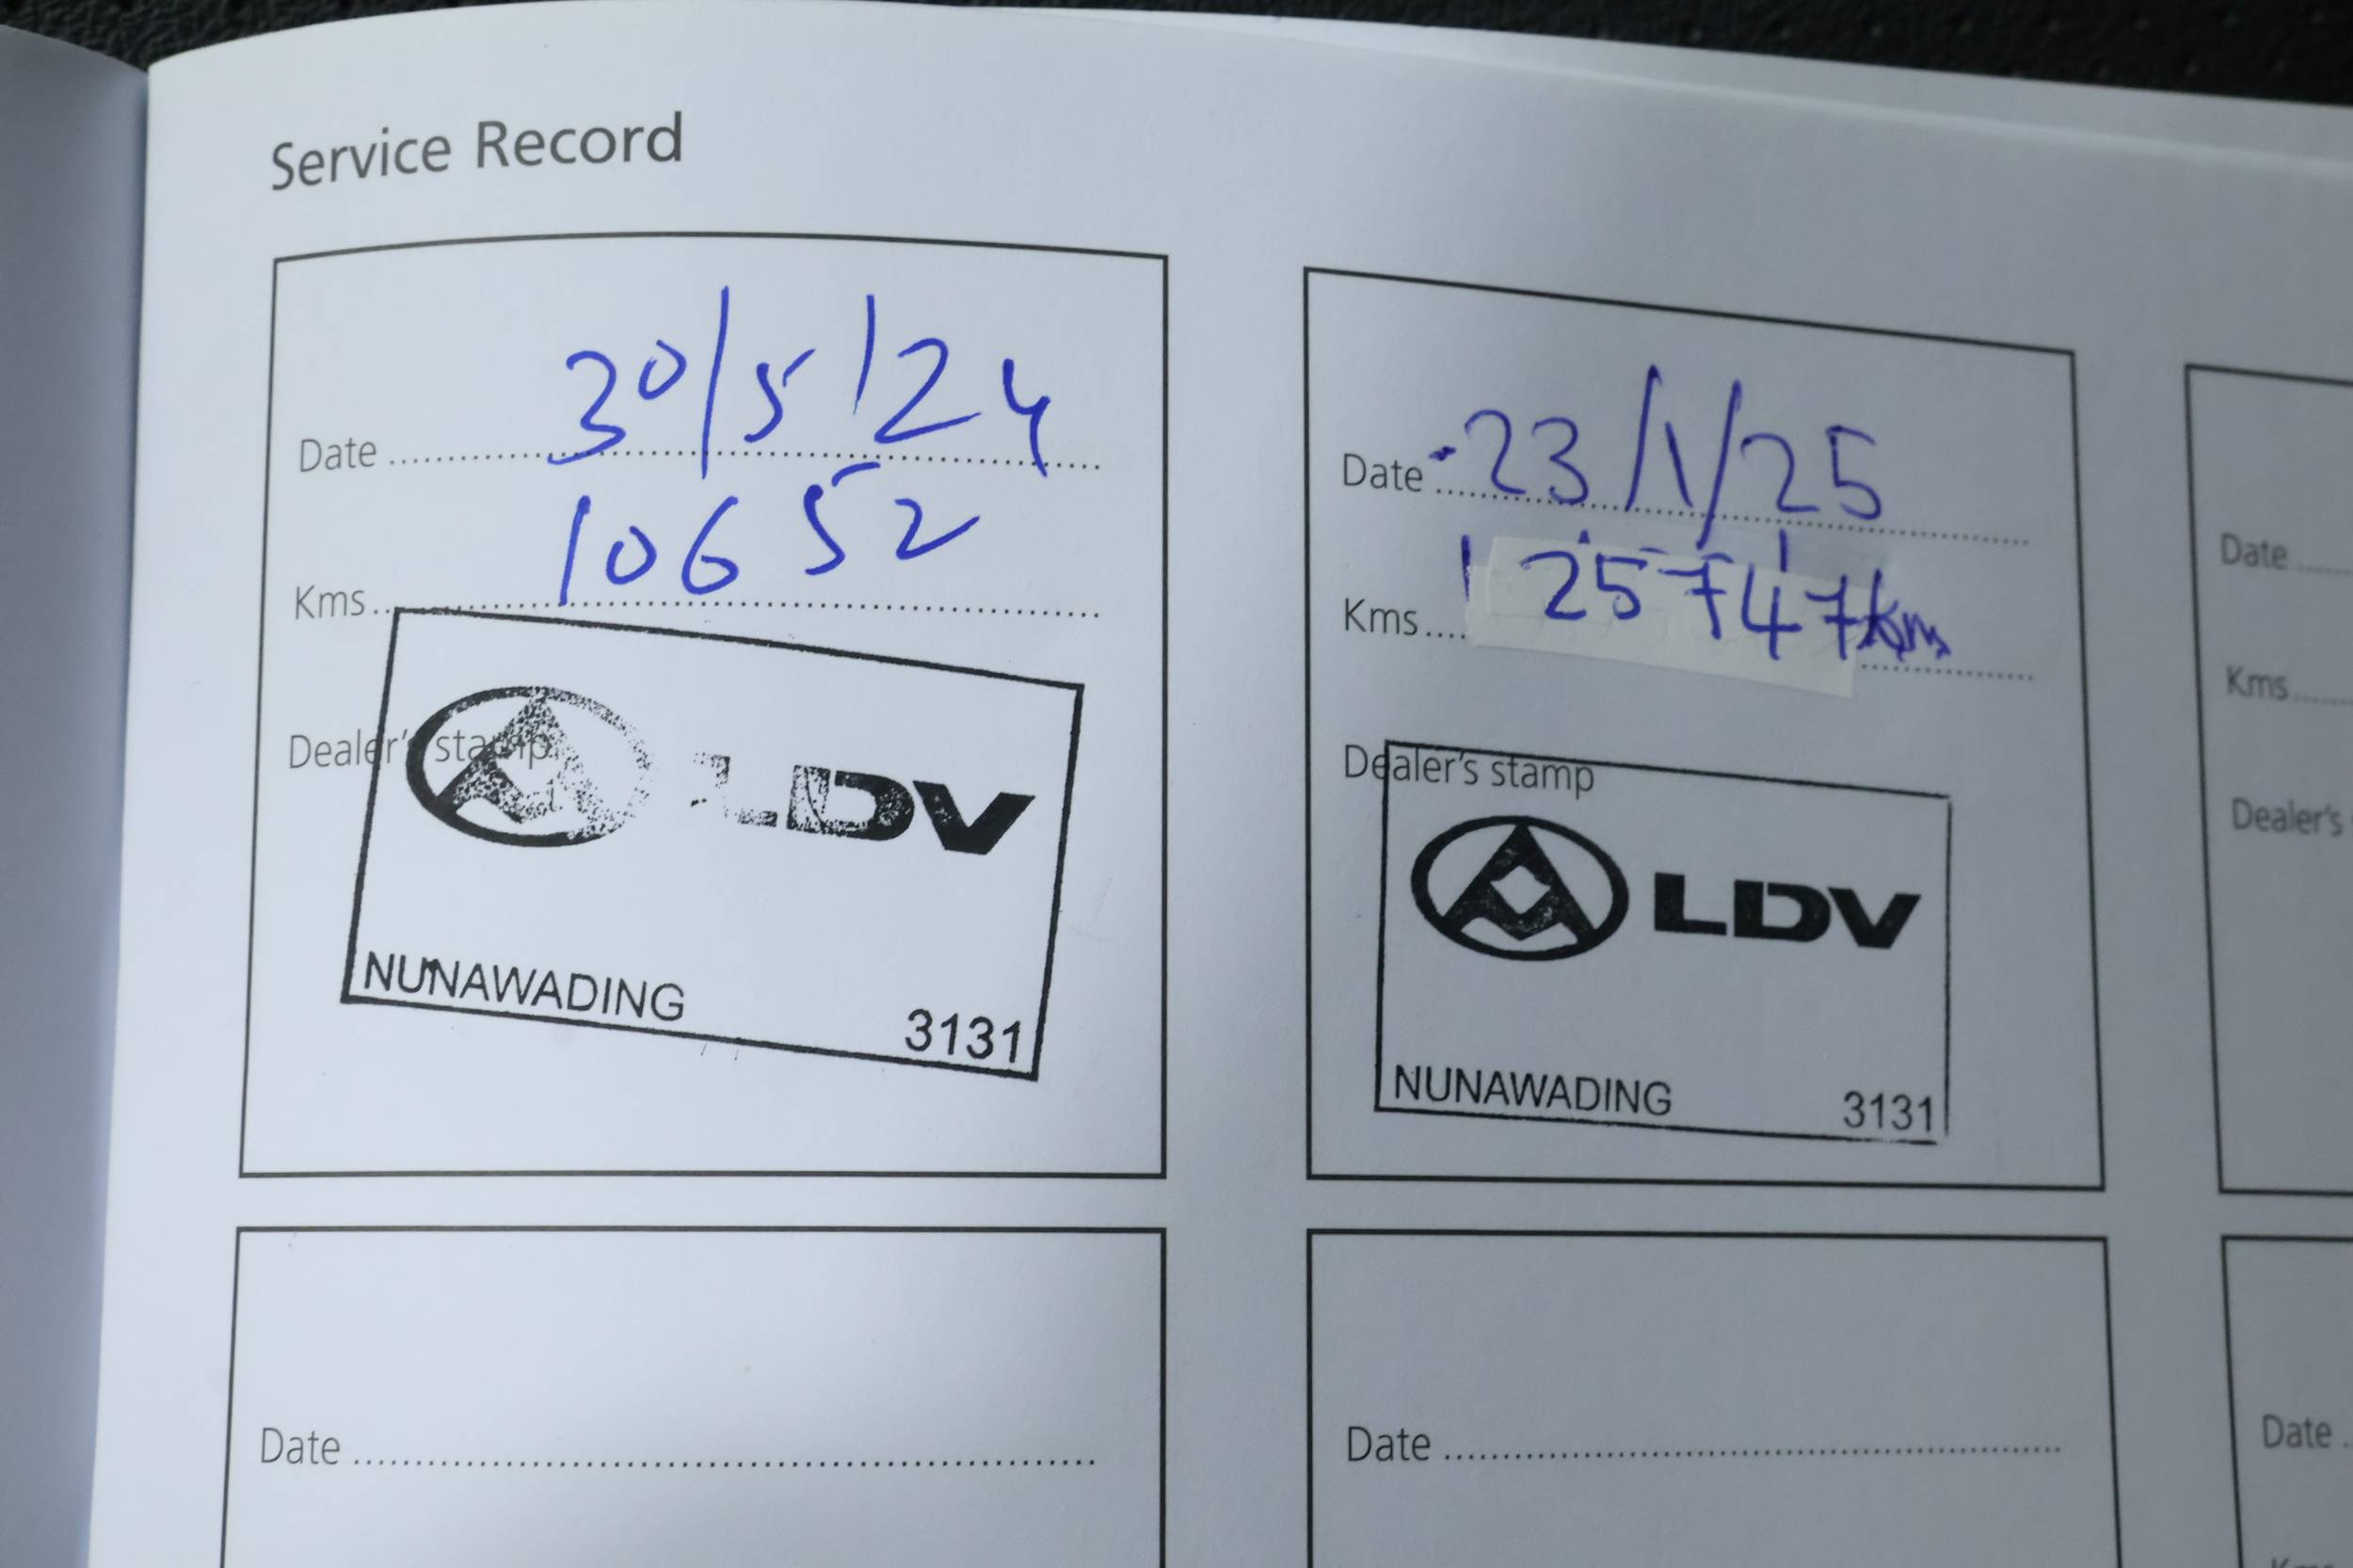 Service Record
Date 30/5/24
Kms 10652
Dealer's stamp
LDV
NUNAWADING 3131
Date 23/1/25
Kms 25747km
Dealer's stamp
LDV
NUNAWADING 3131
Date
Kms
Dealer's
Date
Date
Date